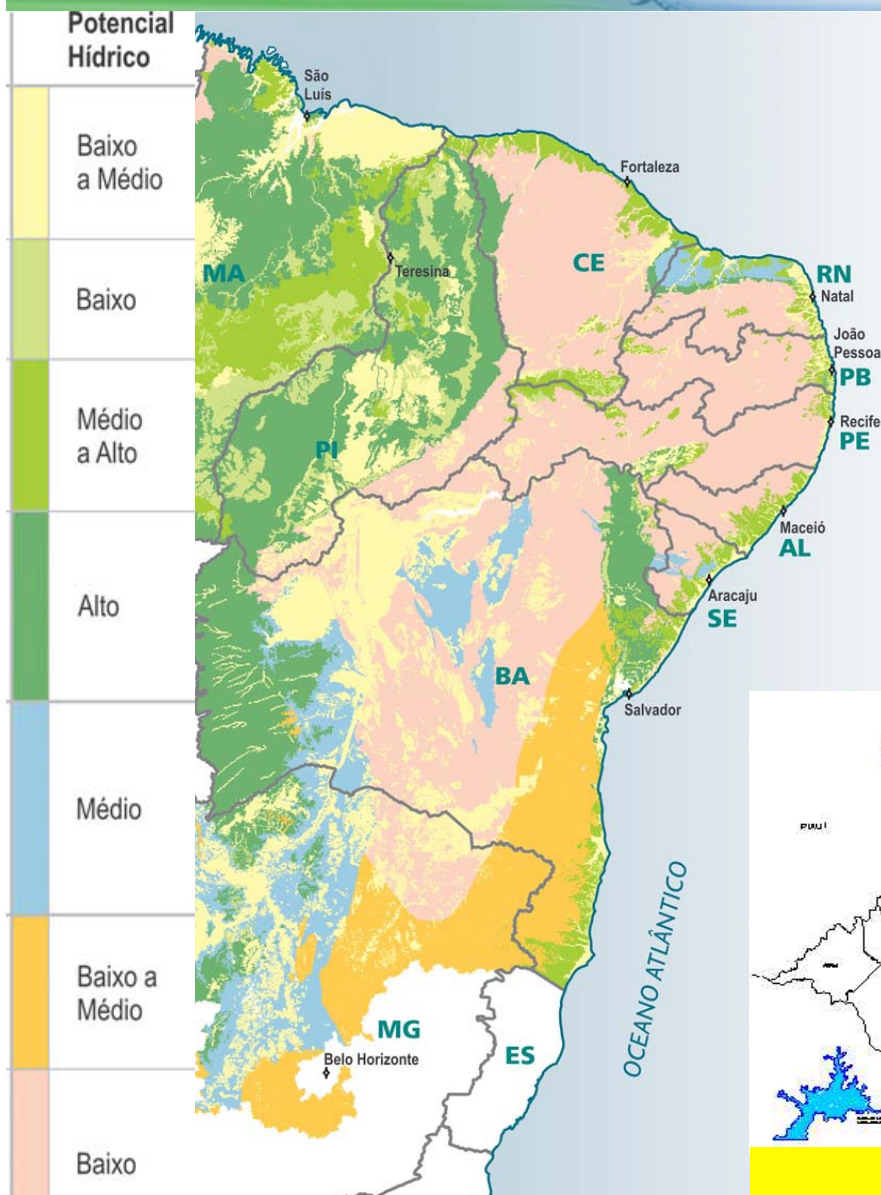 Potencial
Hídrico
Baixo
a Médio
Baixo
Médio
a Alto
Alto
Médio
Baixo a
Médio
Baixo
São
Luís
Fortaleza
MA
Teresina
CE
RN
Natal
João
Pessoa
PB
Recife
PE
PI
Maceió
AL
Aracaju
SE
BA
Salvador
OCEANO ATLÂNTICO
MG
Belo Horizonte
ES
PIAUÍ